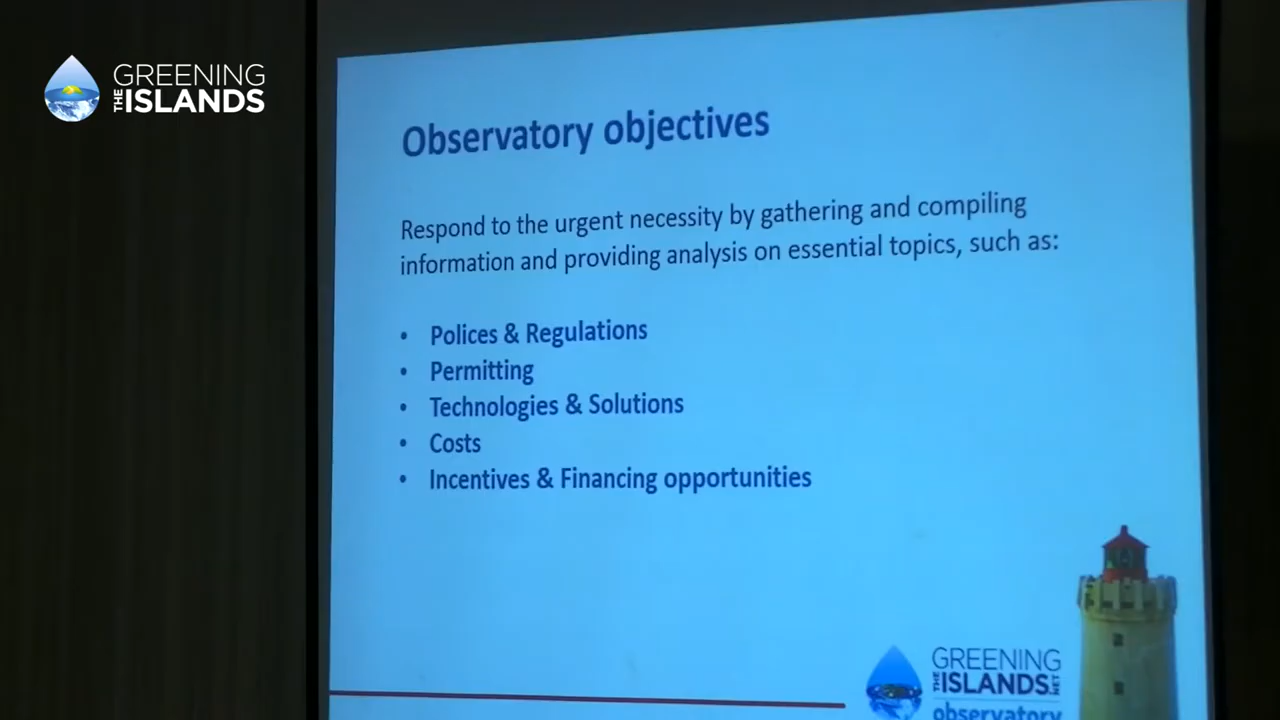 GREENING
THE ISLANDS
Observatory objectives
Respond to the urgent necessity by gathering and compiling
information and providing analysis on essential topics, such as:
• Polices & Regulations
• Permitting
• Technologies & Solutions
• Costs
• Incentives & Financing opportunities
GREENING
THE ISLANDS.NET
observatory